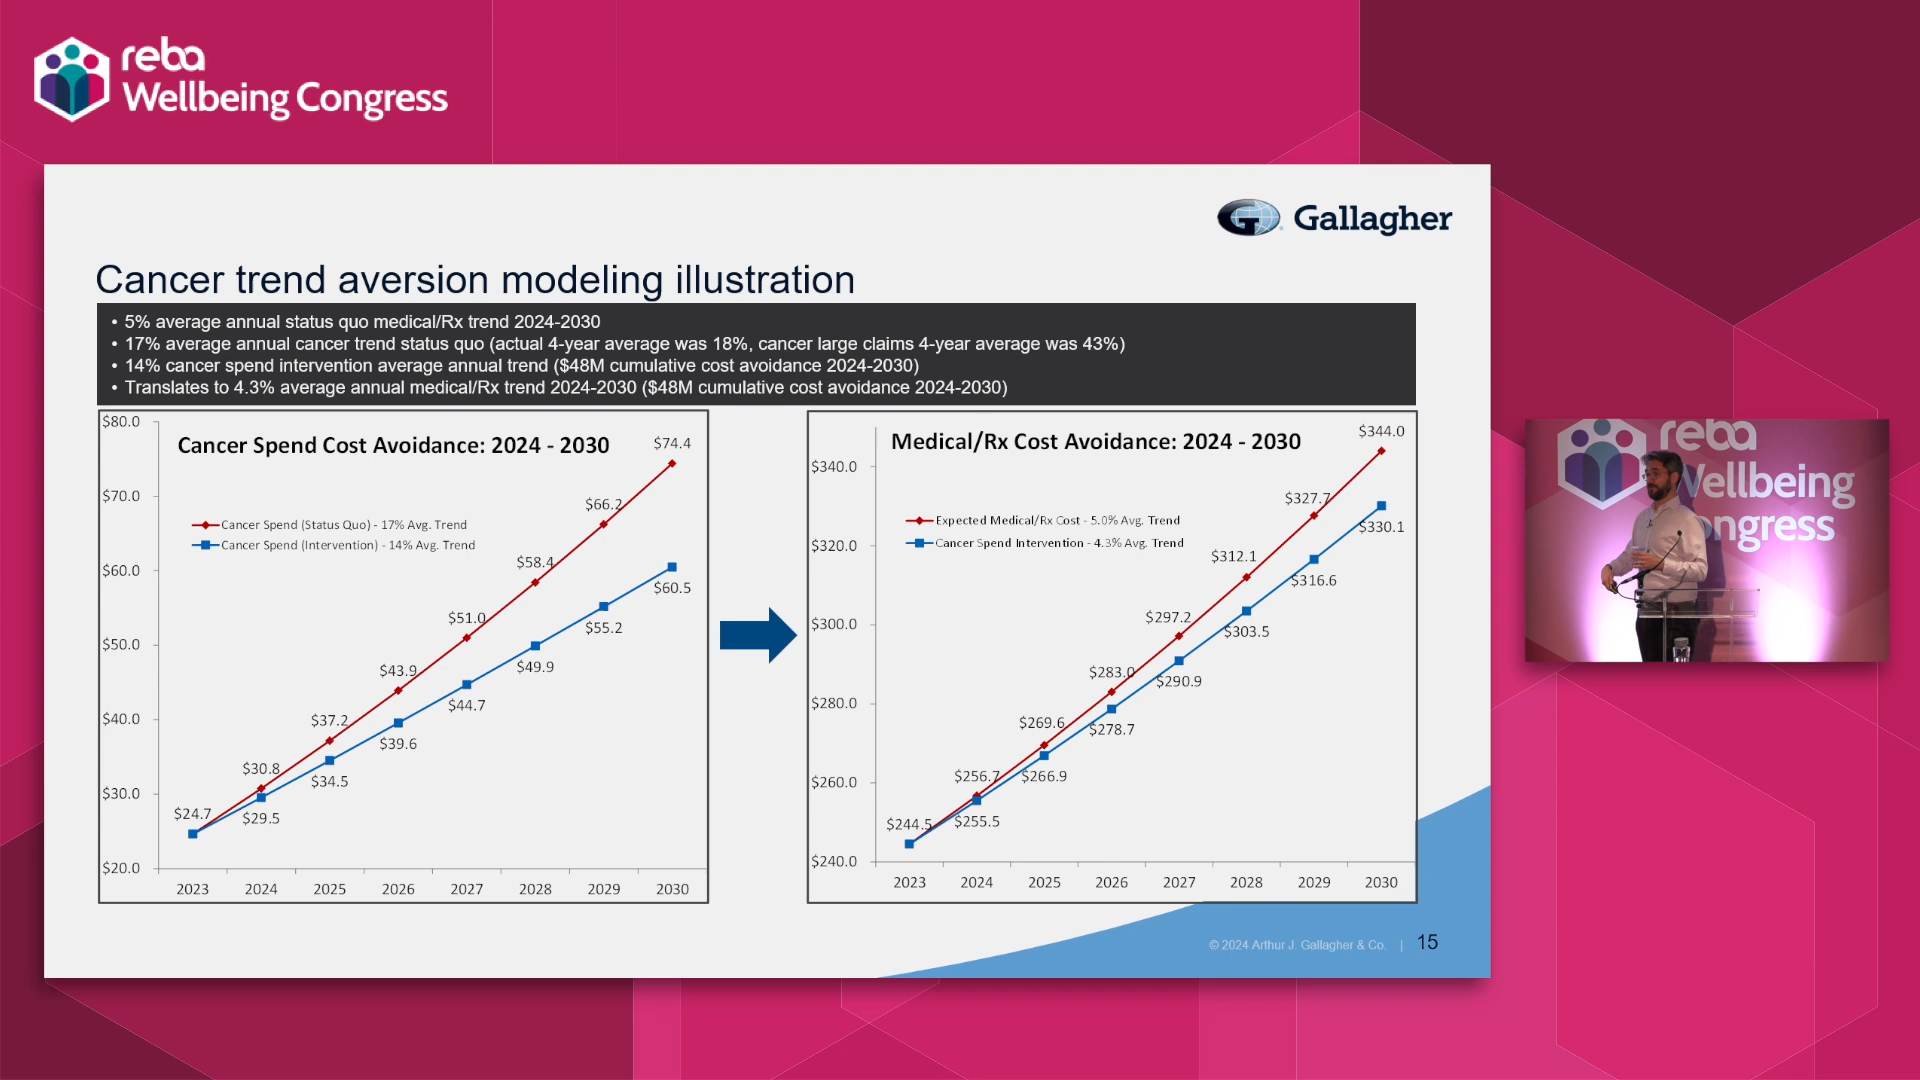 reba
Wellbeing Congress
Gallagher
Cancer trend aversion modeling illustration
• 5% average annual status quo medical/Rx trend 2024-2030
• 17% average annual cancer trend status quo (actual 4-year average was 18%, cancer large claims 4-year average was 43%)
• 14% cancer spend intervention average annual trend ($48M cumulative cost avoidance 2024-2030)
• Translates to 4.3% average annual medical/Rx trend 2024-2030 ($48M cumulative cost avoidance 2024-2030)
Cancer Spend Cost Avoidance: 2024 - 2030
$80.0
$70.0
$60.0
$50.0
$40.0
$30.0
$20.0
Cancer Spend (Status Quo) - 17% Avg. Trend
Cancer Spend (Intervention) - 14% Avg. Trend
$24.7
$30.8
$37.2
$43.9
$51.0
$58.4
$66.2
$74.4
$29.5
$34.5
$39.6
$44.7
$49.9
$55.2
$60.5
2023 2024 2025 2026 2027 2028 2029 2030
Medical/Rx Cost Avoidance: 2024 - 2030
$340.0
$320.0
$300.0
$280.0
$260.0
$240.0
Expected Medical/Rx Cost - 5.0% Avg. Trend
Cancer Spend Intervention - 4.3% Avg. Trend
$244.5
$256.7
$269.6
$283.0
$297.2
$312.1
$327.7
$344.0
$255.5
$266.9
$278.7
$290.9
$303.5
$316.6
$330.1
2023 2024 2025 2026 2027 2028 2029 2030
© 2024 Arthur J. Gallagher & Co. | 15
reba
Wellbeing
ongress